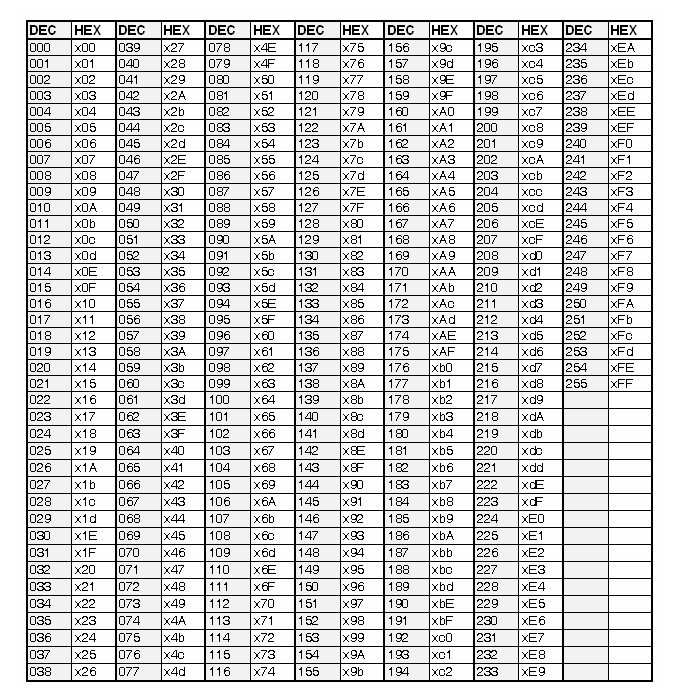 DEC HEX DEC HEX DEC HEX DEC HEX DEC HEX DEC HEX DEC HEX
000 x00 039 x27 078 x4E 117 x75 156 x9c 195 xc3 234 xEA
001 x01 040 x28 079 x4F 118 x76 157 x9d 196 xc4 235 xEb
002 x02 041 x29 080 x50 119 x77 158 x9E 197 xc5 236 xEc
003 x03 042 x2A 081 x51 120 x78 159 x9F 198 xc6 237 xEd
004 x04 043 x2b 082 x52 121 x79 160 xA0 199 xc7 238 xEE
005 x05 044 x2c 083 x53 122 x7A 161 xA1 200 xc8 239 xEF
006 x06 045 x2d 084 x54 123 x7b 162 xA2 201 xc9 240 xF0
007 x07 046 x2E 085 x55 124 x7c 163 xA3 202 xcA 241 xF1
008 x08 047 x2F 086 x56 125 x7d 164 xA4 203 xcb 242 xF2
009 x09 048 x30 087 x57 126 x7E 165 xA5 204 xcc 243 xF3
010 x0A 049 x31 088 x58 127 x7F 166 xA6 205 xcd 244 xF4
011 x0b 050 x32 089 x59 128 x80 167 xA7 206 xcE 245 xF5
012 x0c 051 x33 090 x5A 129 x81 168 xA8 207 xcF 246 xF6
013 x0d 052 x34 091 x5b 130 x82 169 xA9 208 xd0 247 xF7
014 x0E 053 x35 092 x5c 131 x83 170 xAA 209 xd1 248 xF8
015 x0F 054 x36 093 x5d 132 x84 171 xAb 210 xd2 249 xF9
016 x10 055 x37 094 x5E 133 x85 172 xAc 211 xd3 250 xFA
017 x11 056 x38 095 x5F 134 x86 173 xAd 212 xd4 251 xFb
018 x12 057 x39 096 x60 135 x87 174 xAE 213 xd5 252 xFc
019 x13 058 x3A 097 x61 136 x88 175 xAF 214 xd6 253 xFd
020 x14 059 x3b 098 x62 137 x89 176 xb0 215 xd7 254 xFE
021 x15 060 x3c 099 x63 138 x8A 177 xb1 216 xd8 255 xFF
022 x16 061 x3d 100 x64 139 x8b 178 xb2 217 xd9
023 x17 062 x3E 101 x65 140 x8c 179 xb3 218 xdA
024 x18 063 x3F 102 x66 141 x8d 180 xb4 219 xdb
025 x19 064 x40 103 x67 142 x8E 181 xb5 220 xdc
026 x1A 065 x41 104 x68 143 x8F 182 xb6 221 xdd
027 x1b 066 x42 105 x69 144 x90 183 xb7 222 xdE
028 x1c 067 x43 106 x6A 145 x91 184 xb8 223 xdF
029 x1d 068 x44 107 x6b 146 x92 185 xb9 224 xE0
030 x1E 069 x45 108 x6c 147 x93 186 xbA 225 xE1
031 x1F 070 x46 109 x6d 148 x94 187 xbb 226 xE2
032 x20 071 x47 110 x6E 149 x95 188 xbc 227 xE3
033 x21 072 x48 111 x6F 150 x96 189 xbd 228 xE4
034 x22 073 x49 112 x70 151 x97 190 xbE 229 xE5
035 x23 074 x4A 113 x71 152 x98 191 xbF 230 xE6
036 x24 075 x4b 114 x72 153 x99 192 xc0 231 xE7
037 x25 076 x4c 115 x73 154 x9A 193 xc1 232 xE8
038 x26 077 x4d 116 x74 155 x9b 194 xc2 233 xE9